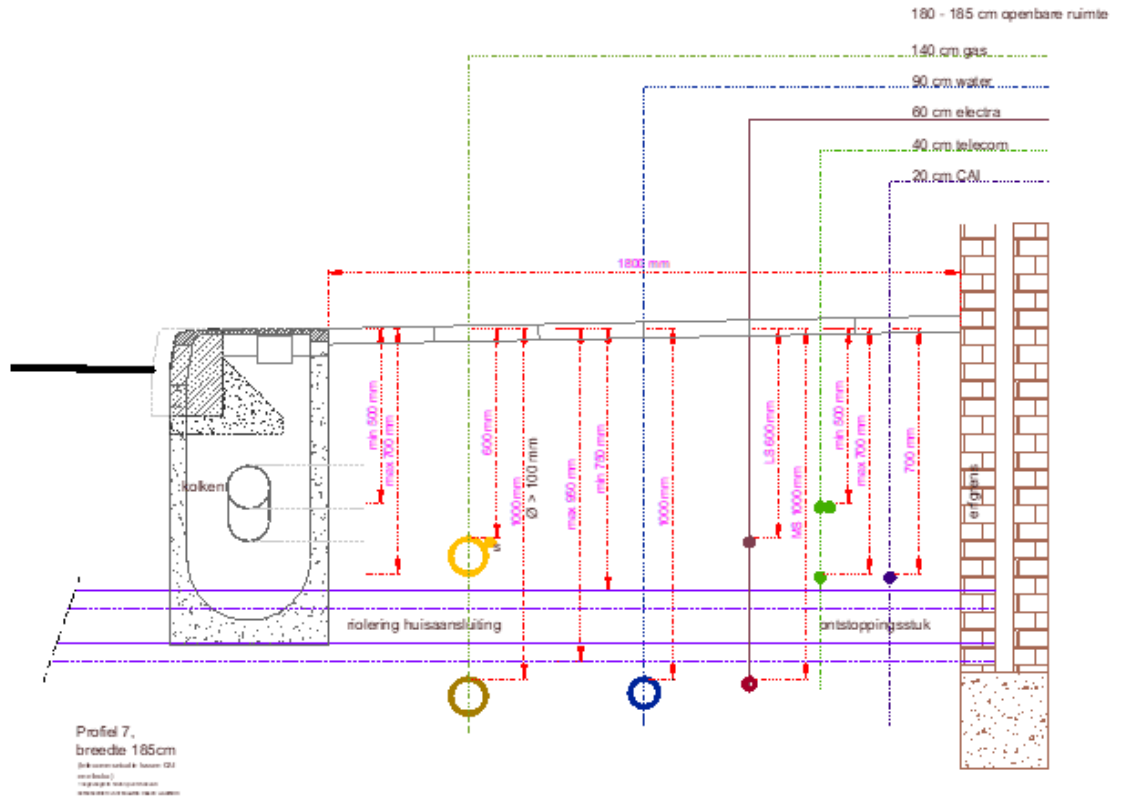 180 - 185 cm openbare ruimte
140 cm gas
90 cm water
60 cm electra
40 cm telecom
20 cm CAI
1800 mm
min 500 mm
max 700 mm
600 mm
1000 mm
Ø > 100 mm
max 950 mm
min 750 mm
1000 mm
LS 600 mm
MS 1000 mm
min 500 mm
max 700 mm
700 mm
erfgrens
kolken
riolering huisaansluiting
ontstoppingsstuk
Profiel 7,
breedte 185cm